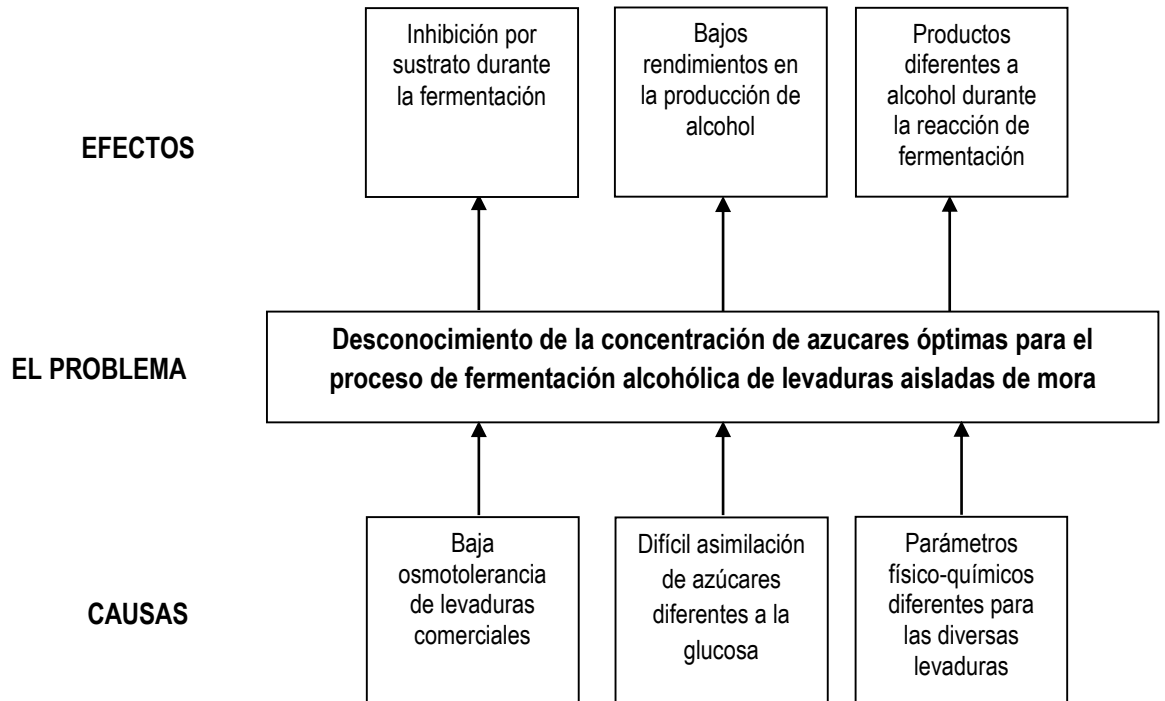 Inhibición por
sustrato durante
la fermentación
Bajos
rendimientos en
la producción de
alcohol
Productos
diferentes a
alcohol durante
la reacción de
fermentación
EFECTOS
EL PROBLEMA
Desconocimiento de la concentración de azucares óptimas para el
proceso de fermentación alcohólica de levaduras aisladas de mora
CAUSAS
Baja
osmotolerancia
de levaduras
comerciales
Difícil asimilación
de azúcares
diferentes a la
glucosa
Parámetros
físico-químicos
diferentes para
las diversas
levaduras